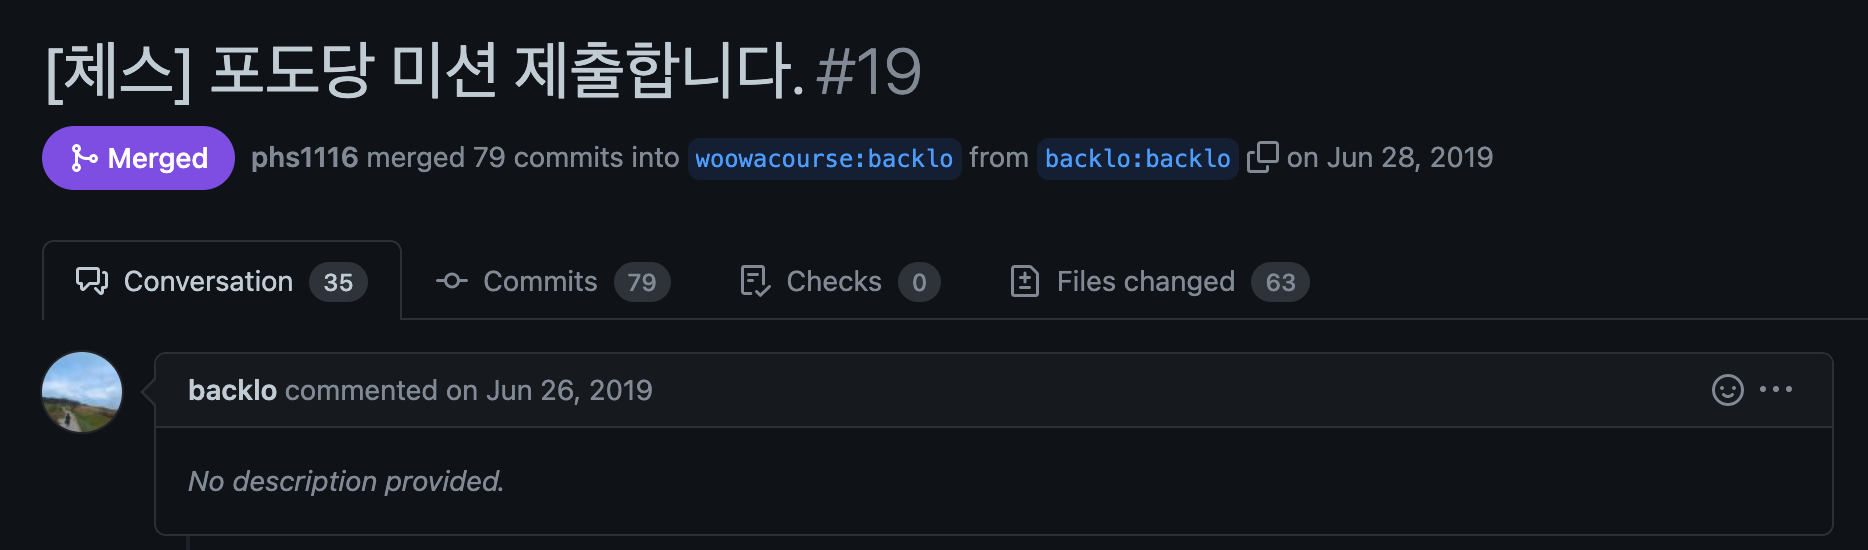 [체스] 포도당 미션 제출합니다. #19
Merged phs1116 merged 79 commits into woowacourse:backlo from backlo:backlo on Jun 28, 2019
Conversation 35 Commits 79 Checks 0 Files changed 63
backlo commented on Jun 26, 2019
No description provided.